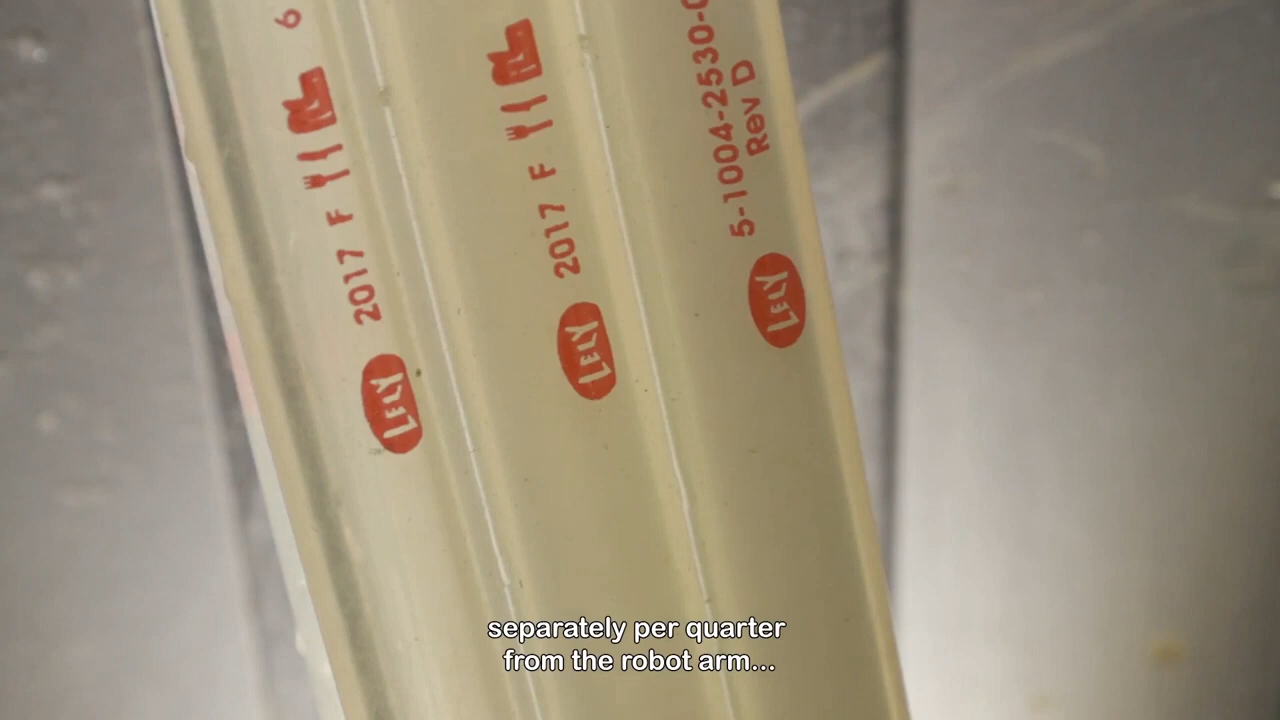 6
2017 F
LELY
2017 F
LELY
5-1004-2530-
Rev D
LELY
separately per quarter
from the robot arm...